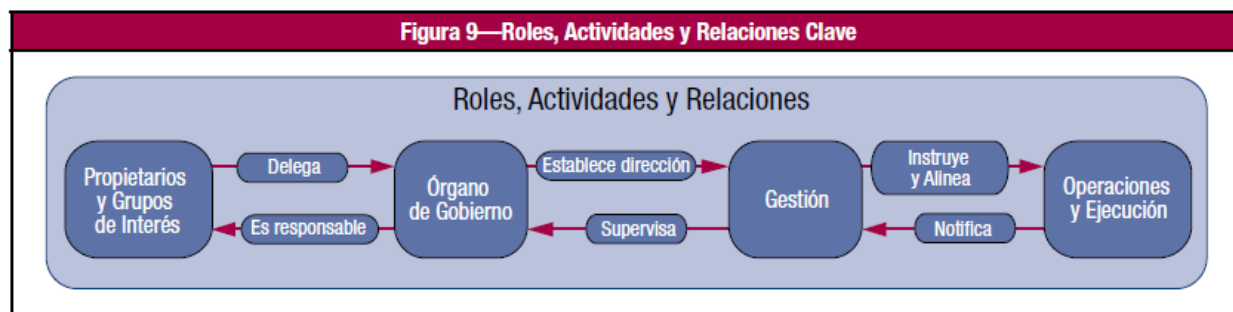 Figura 9—Roles, Actividades y Relaciones Clave
Roles, Actividades y Relaciones
Propietarios
y Grupos
de Interés
Delega
Es responsable
Órgano
de Gobierno
Establece dirección
Supervisa
Gestión
Instruye
y Alinea
Notifica
Operaciones
y Ejecución